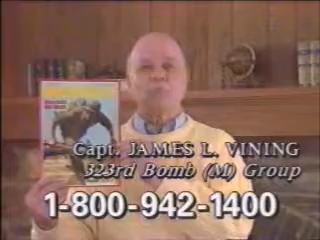 Capt. JAMES L. VINING
323rd Bomb (M) Group
1-800-942-1400